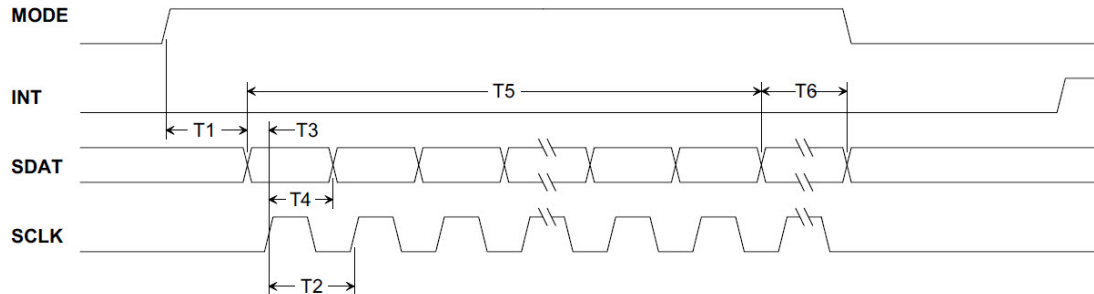 MODE
INT
T5
T6
T1
T3
SDAT
T4
SCLK
T2